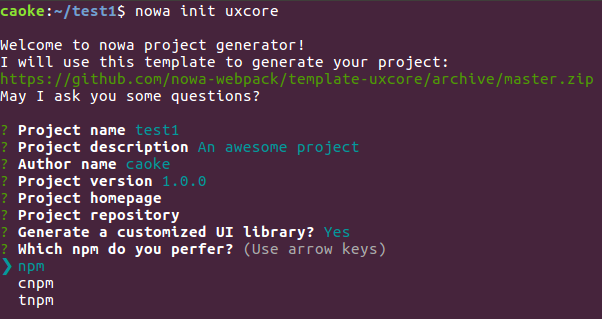 caoke:~/test1$ nowa init uxcore
Welcome to nowa project generator!
I will use this template to generate your project:
https://github.com/nowa-webpack/template-uxcore/archive/master.zip
May I ask you some questions?
? Project name test1
? Project description An awesome project
? Author name caoke
? Project version 1.0.0
? Project homepage
? Project repository
? Generate a customized UI library? Yes
? Which npm do you perfer? (Use arrow keys)
❯ npm
cnpm
tnpm